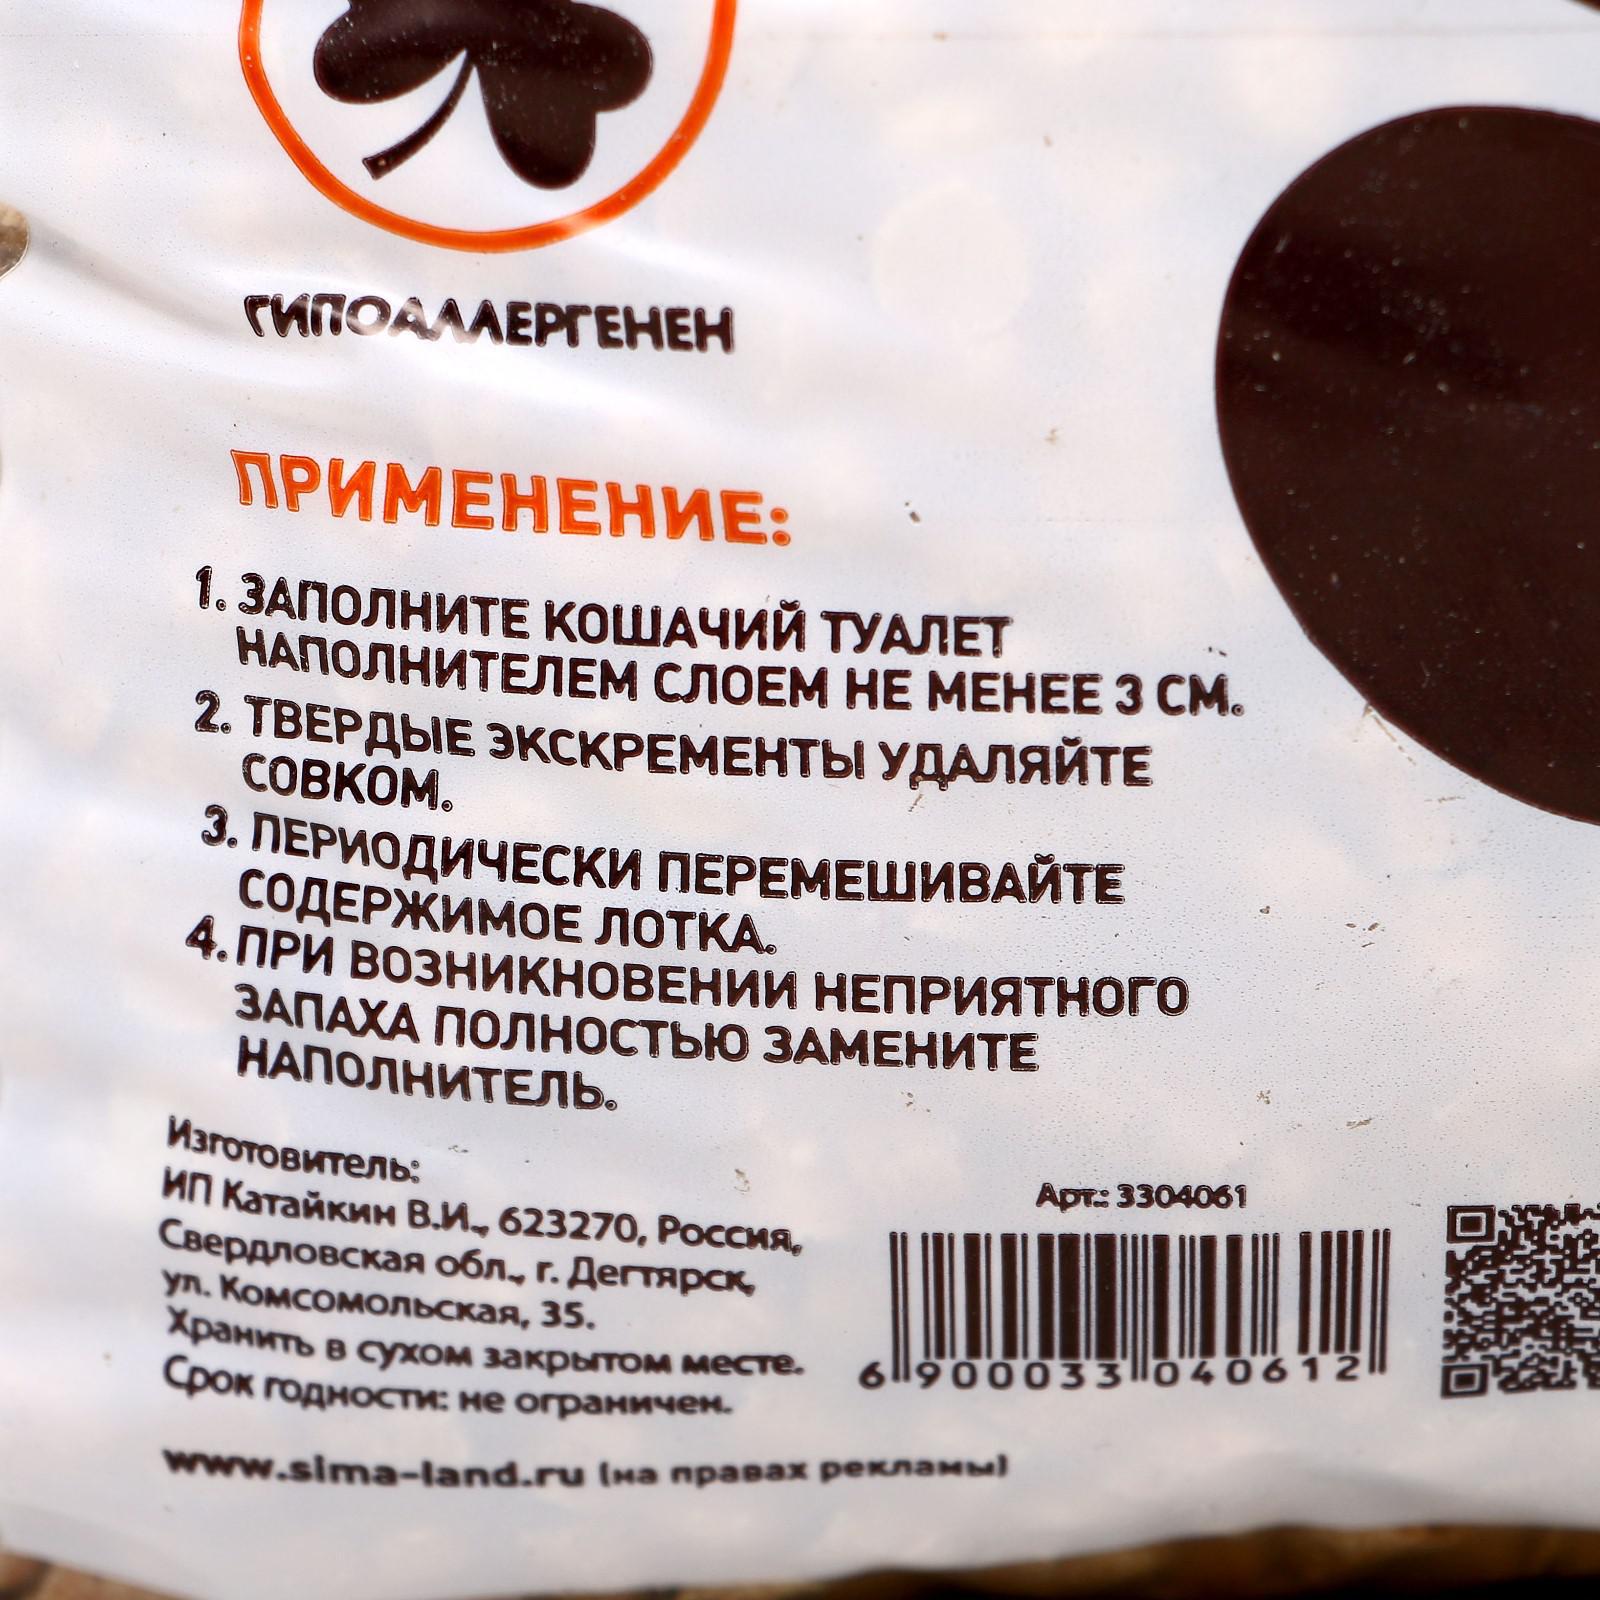 ГИПОАЛЛЕРГЕНЕН
ПРИМЕНЕНИЕ:
1. ЗАПОЛНИТЕ КОШАЧИЙ ТУАЛЕТ
НАПОЛНИТЕЛЕМ СЛОЕМ НЕ МЕНЕЕ 3 СМ.
2. ТВЕРДЫЕ ЭКСКРЕМЕНТЫ УДАЛЯЙТЕ
СОВКОМ.
3. ПЕРИОДИЧЕСКИ ПЕРЕМЕШИВАЙТЕ
СОДЕРЖИМОЕ ЛОТКА.
4. ПРИ ВОЗНИКНОВЕНИИ НЕПРИЯТНОГО
ЗАПАХА ПОЛНОСТЬЮ ЗАМЕНИТЕ
НАПОЛНИТЕЛЬ.
Изготовитель:
ИП Катайкин В.И., 623270, Россия,
Свердловская обл., г. Дегтярск,
ул. Комсомольская, 35.
Хранить в сухом закрытом месте.
Срок годности: не ограничен.
www.sima-land.ru (на правах рекламы)
Арт.: 3304061
6 900033 040612